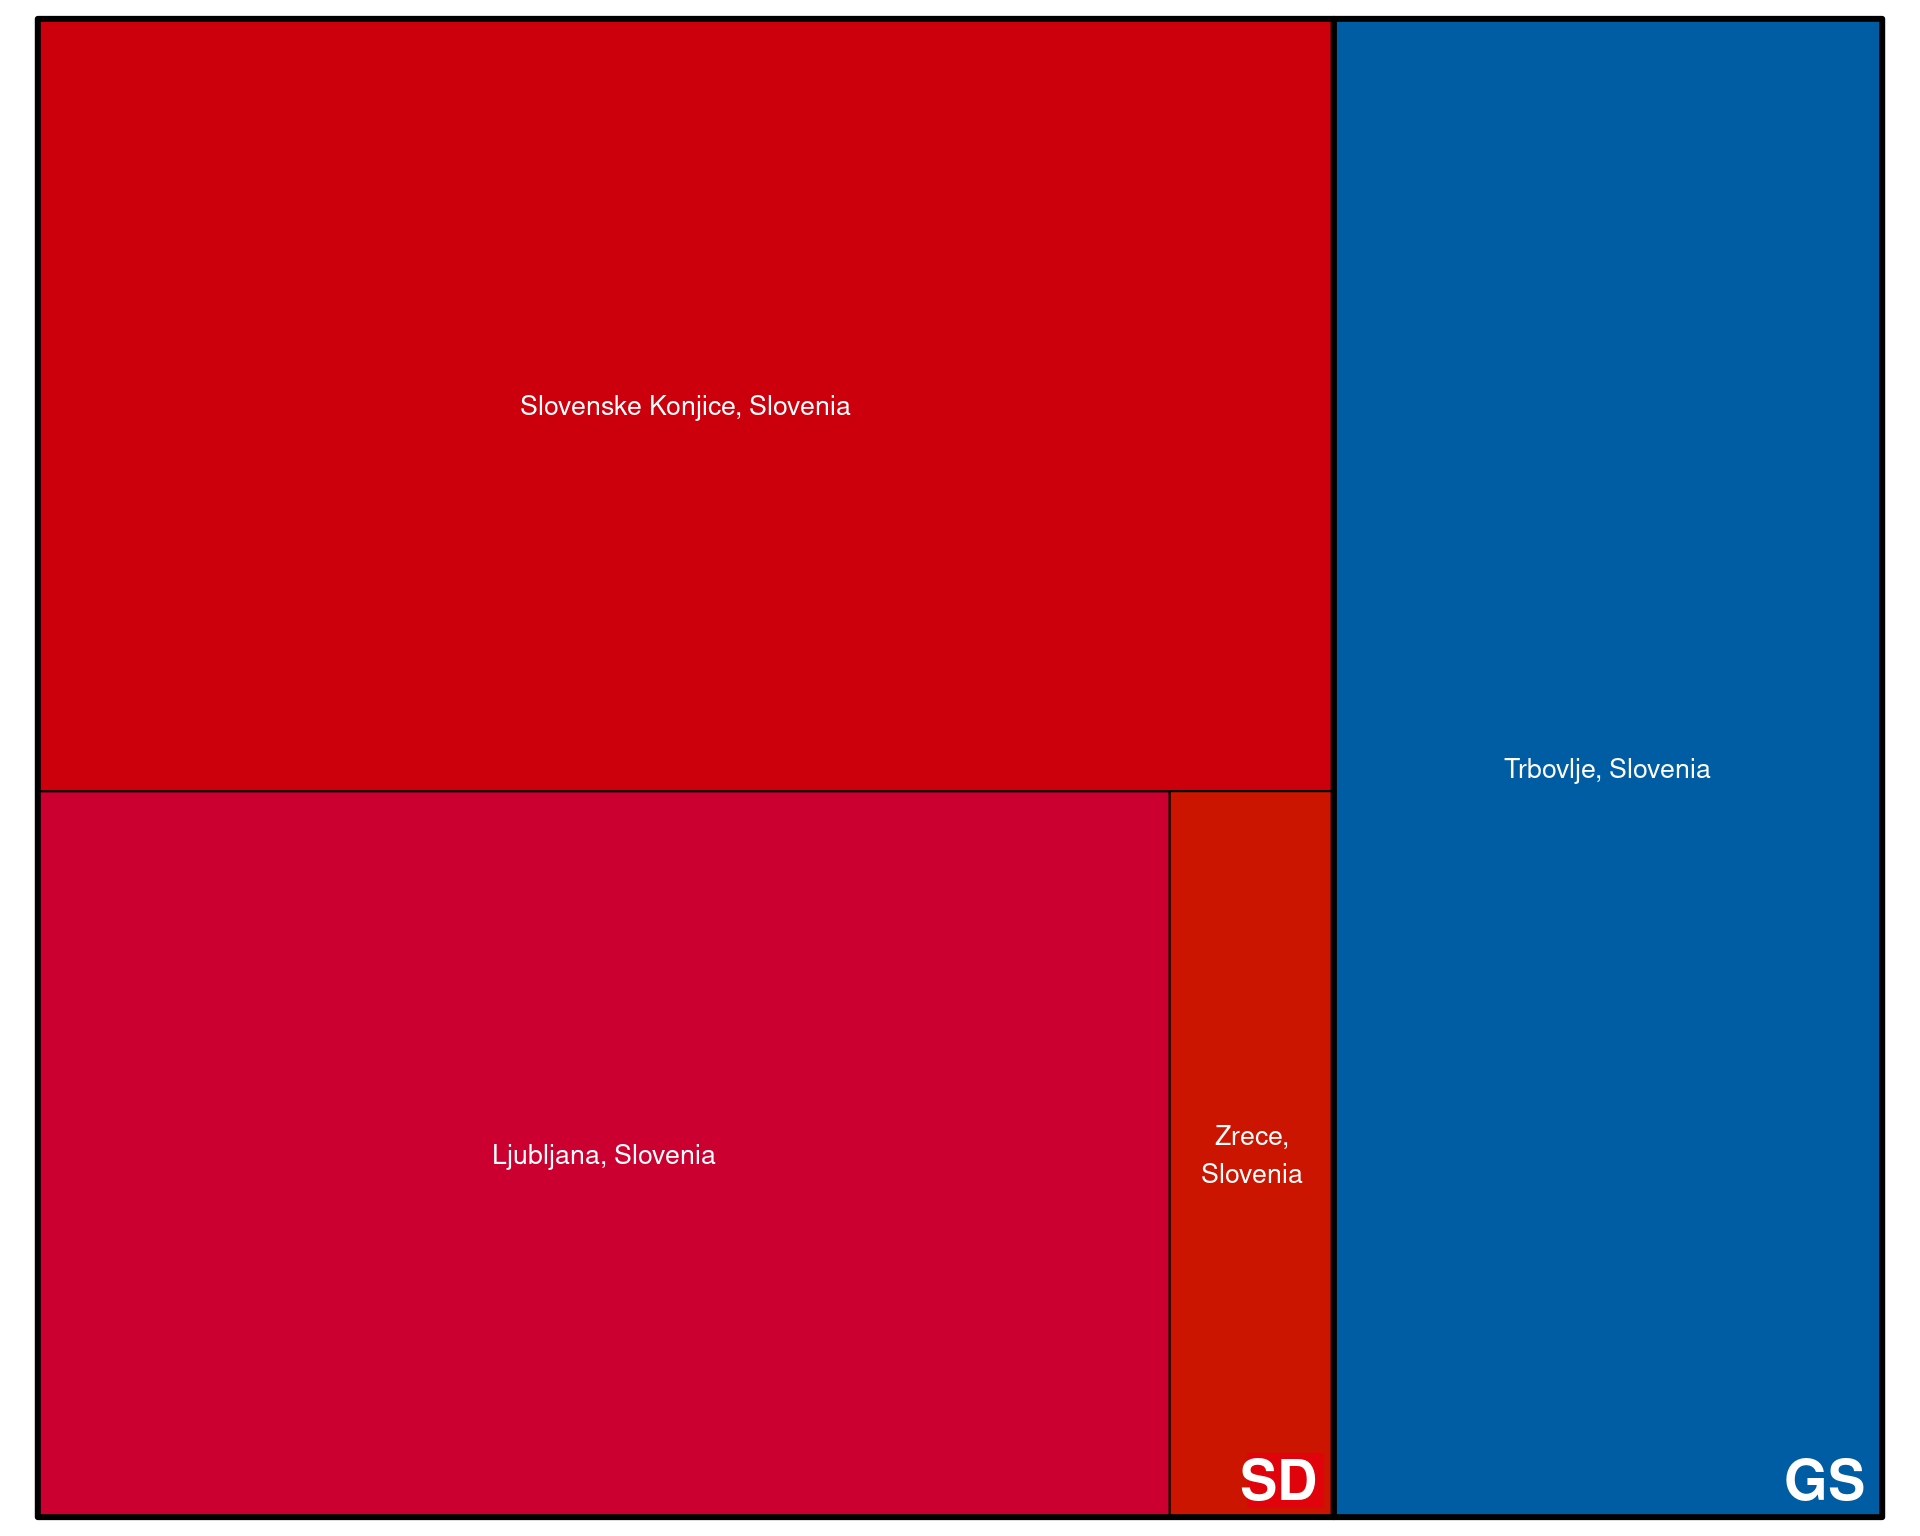 Slovenske Konjice, Slovenia
Trbovlje, Slovenia
Ljubljana, Slovenia
Zrece,
Slovenia
SD
GS